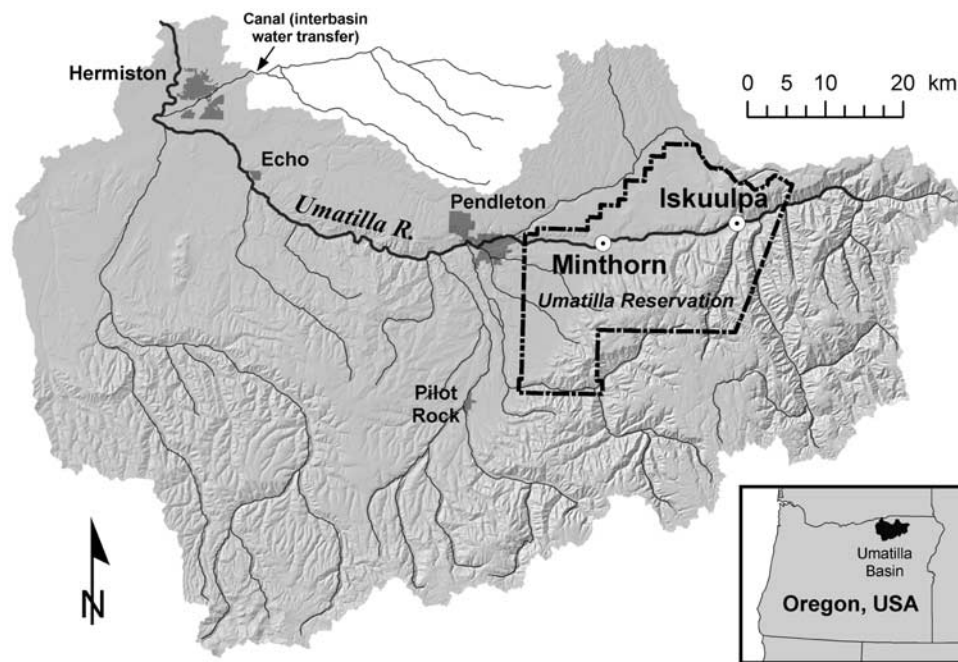 Canal (interbasin
water transfer)
Hermiston
0 5 10 20 km
Echo
Pendleton
Umatilla R.
Iskuulpa
Minthorn
Umatilla Reservation
Pilot
Rock
N
Umatilla
Basin
Oregon, USA